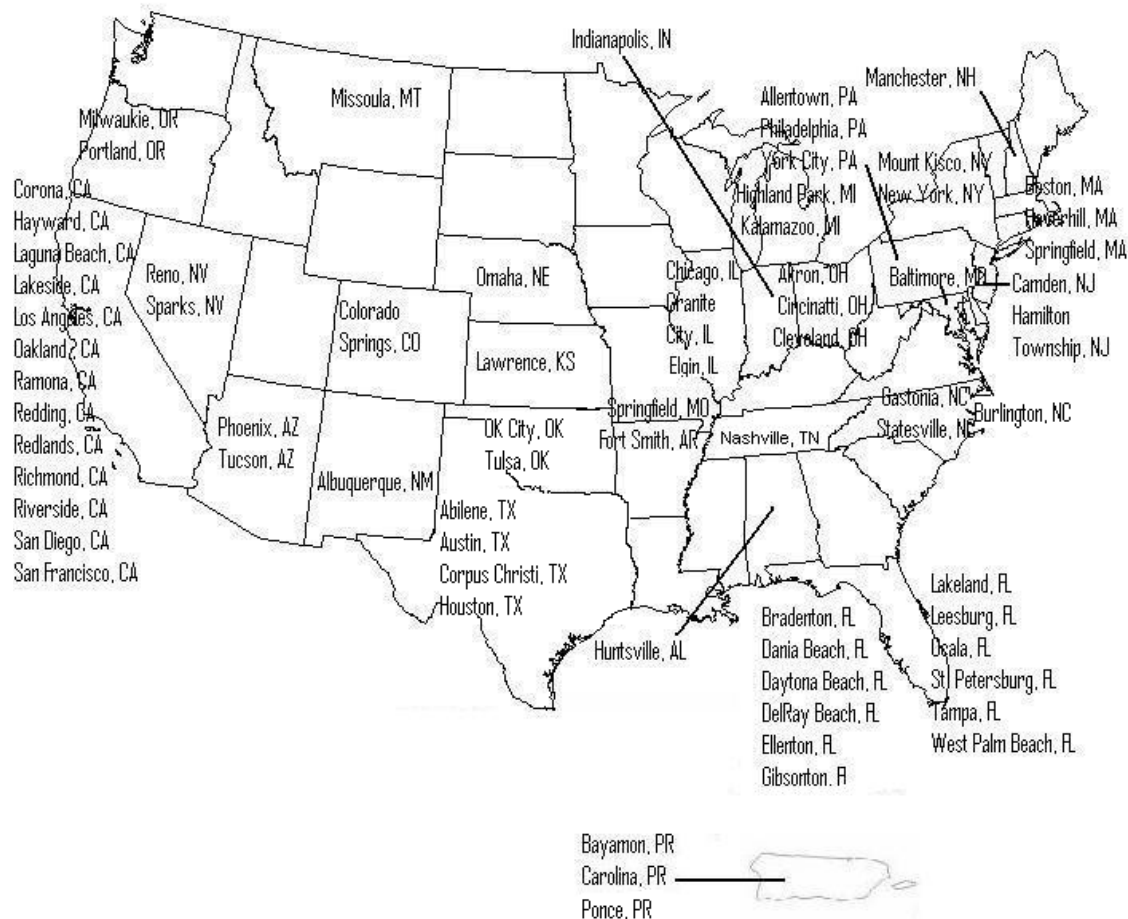 Indianapolis, IN
Manchester, NH
Missoula, MT
Allentown, PA
Philadelphia, PA
York City, PA
Highland Park, MI
Kalamazoo, MI
Mount Kisco, NY
New York, NY
Milwaukie, OR
Portland, OR
Boston, MA
Haverhill, MA
Springfield, MA
Corona, CA
Hayward, CA
Laguna Beach, CA
Lakeside, CA
Los Angeles, CA
Oakland, CA
Ramona, CA
Redding, CA
Redlands, CA
Richmond, CA
Riverside, CA
San Diego, CA
San Francisco, CA
Reno, NV
Sparks, NV
Omaha, NE
Chicago, IL
Granite
City, IL
Elgin, IL
Akron, OH
Circinatti, OH
Cleveland, OH
Baltimore, MD
Camden, NJ
Hamilton
Township, NJ
Colorado
Springs, CO
Lawrence, KS
Phoenix, AZ
Tucson, AZ
Albuquerque, NM
OK City, OK
Tulsa, OK
Springfield, MO
Fort Smith, AR
Nashville, TN
Gastonia, NC
Statesville, NC
Burlington, NC
Abilene, TX
Austin, TX
Corpus Christi, TX
Houston, TX
Huntsville, AL
Bradenton, FL
Dania Beach, FL
Daytona Beach, FL
DelRay Beach, FL
Ellenton, FL
Gibsonton, Fl
Lakeland, FL
Leesburg, FL
Ocala, FL
St. Petersburg, FL
Tampa, FL
West Palm Beach, FL
Bayamon, PR
Carolina, PR
Ponce, PR